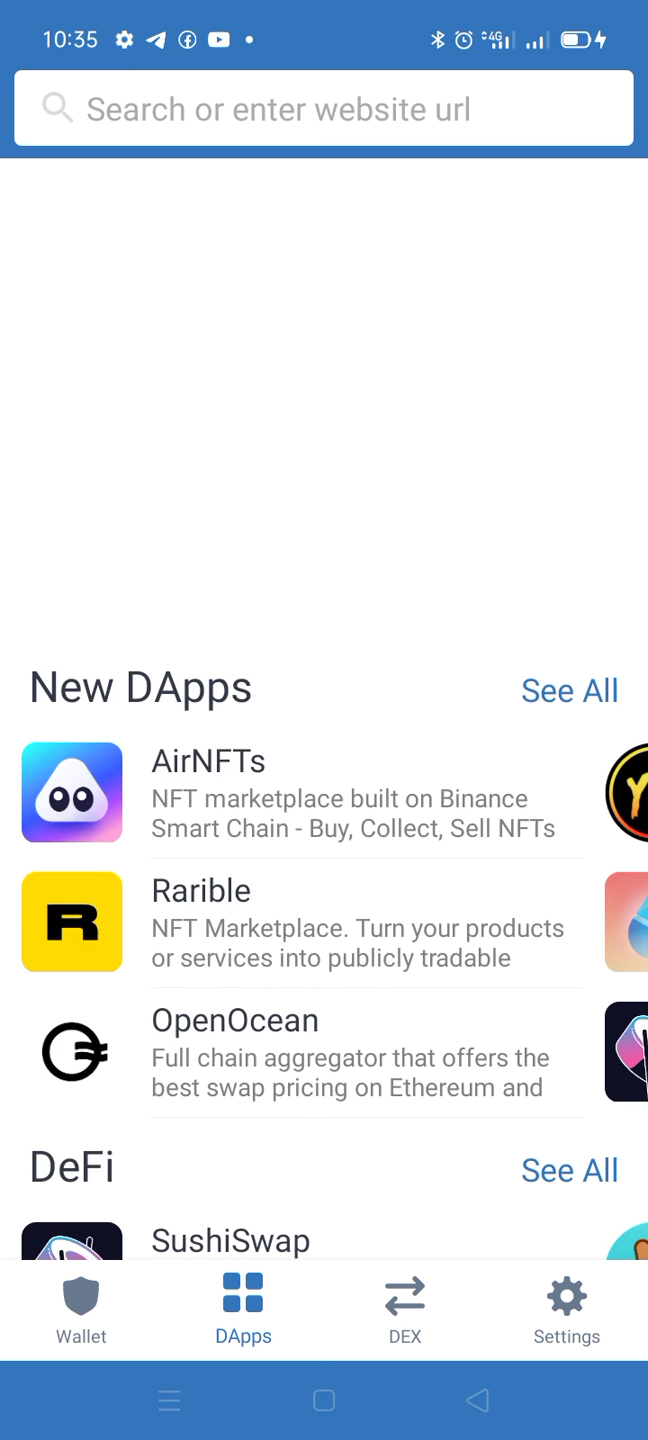 10:35
4G
Search or enter website url
New DApps
See All
AirNFTs
NFT marketplace built on Binance
Smart Chain - Buy, Collect, Sell NFTs
Rarible
NFT Marketplace. Turn your products
or services into publicly tradable
OpenOcean
Full chain aggregator that offers the
best swap pricing on Ethereum and
DeFi
See All
SushiSwap
Wallet
DApps
DEX
Settings